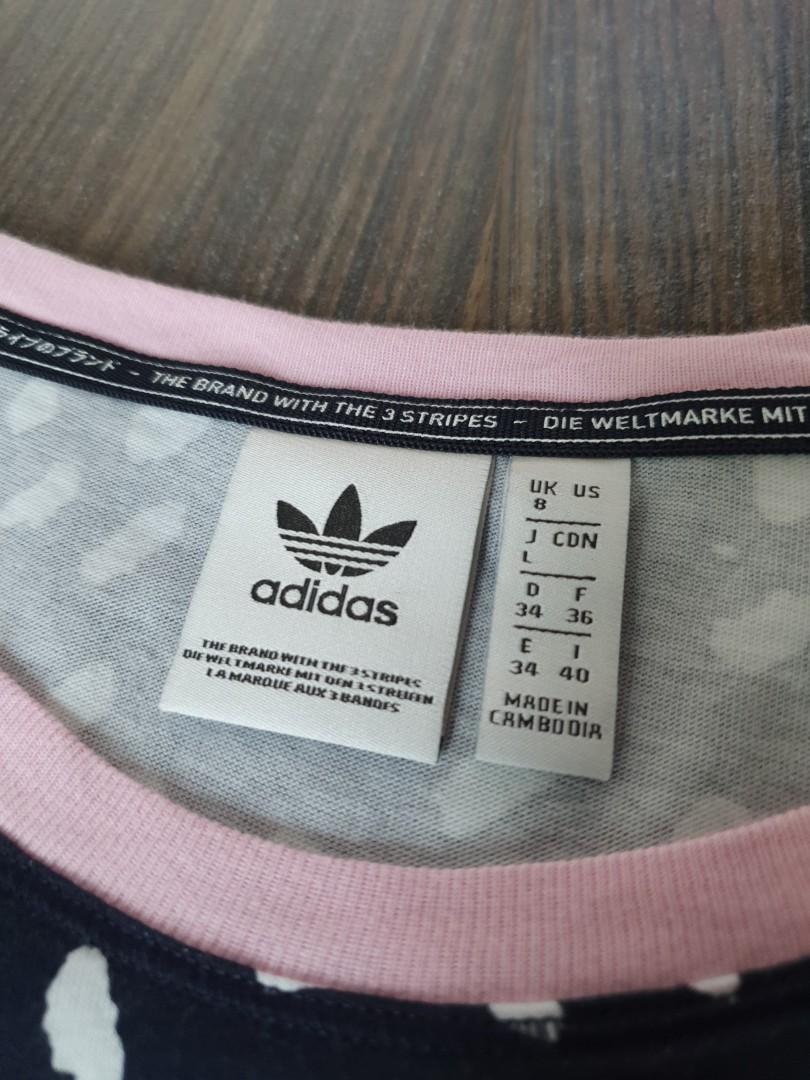 ライフのブランド - THE BRAND WITH THE 3 STRIPES - DIE WELTMARKE MIT
adidas
THE BRAND WITH THE 3 STRIPES
DIE WELTMARKE MIT DEN 3 STREIFEN
LA MARQUE AUX 3 BANDES
UK US
8
J CDN
L
D F
34 36
E I
34 40
MADE IN
CAMBODIA